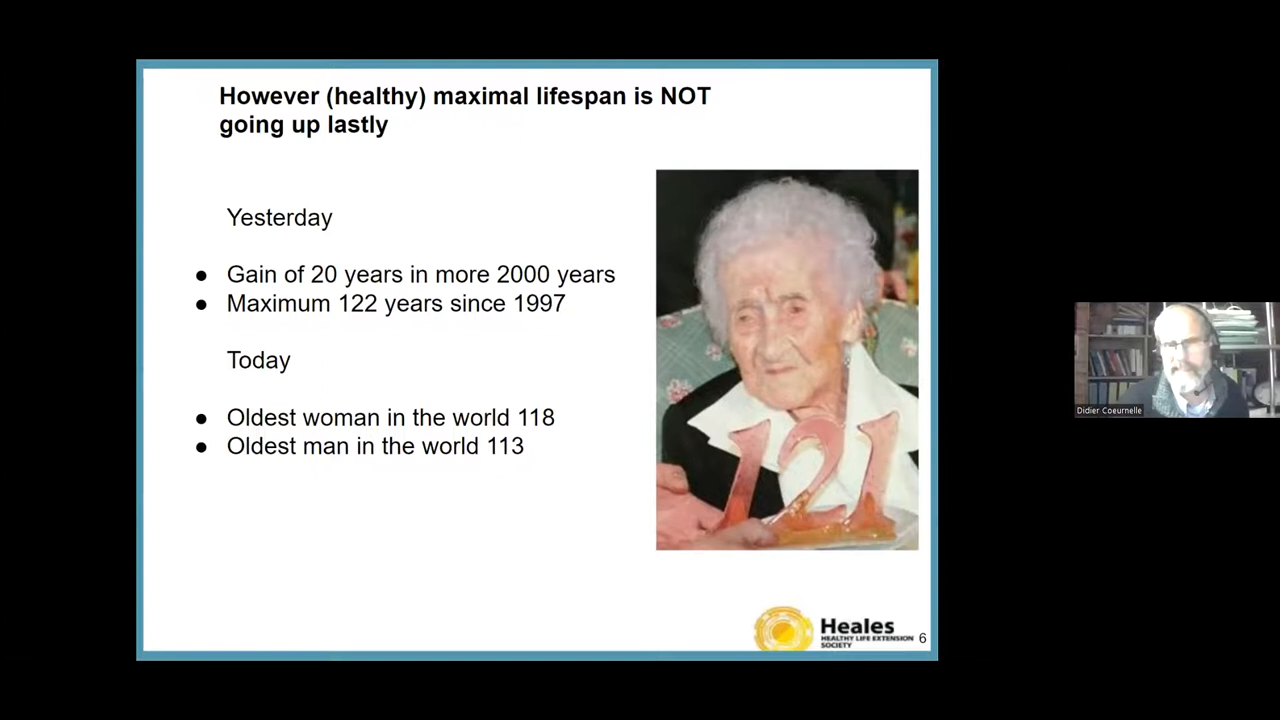 However (healthy) maximal lifespan is NOT
going up lastly
Yesterday
● Gain of 20 years in more 2000 years
● Maximum 122 years since 1997
Today
● Oldest woman in the world 118
● Oldest man in the world 113
121
Heales
HEALTHY LIFE EXTENSION
SOCIETY
6
Didier Coeurnelle